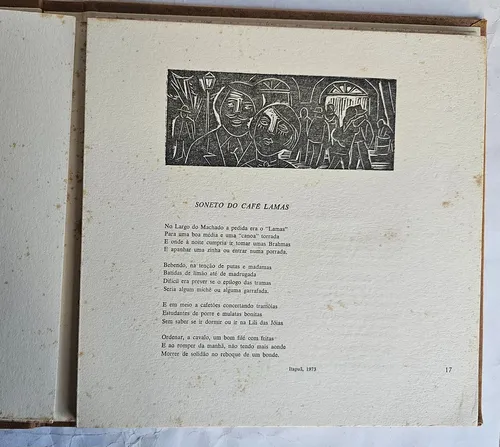 SONETO DO CAFÉ LAMAS
No Largo do Machado a pedida era o "Lamas"
Para uma boa média e uma "canoa" torrada
E onde à noite cumpria ir tomar umas Brahmas
E apanhar uma zinha ou entrar numa porrada.
Bebendo, na tenção de putas e madamas
Batidas de limão até de madrugada
Difícil era prever se o epílogo das tramas
Seria algum michê ou alguma garrafada.
E em meio a cafetões concertando tramóias
Estudantes de porre e mulatas bonitas
Sem saber se ir dormir ou ir na Lili das Jóias
Ordenar, a cavalo, um bom filé com fritas
E ao romper da manhã, não tendo mais aonde
Morrer de solidão no reboque de um bonde.
Itapuã, 1973
17